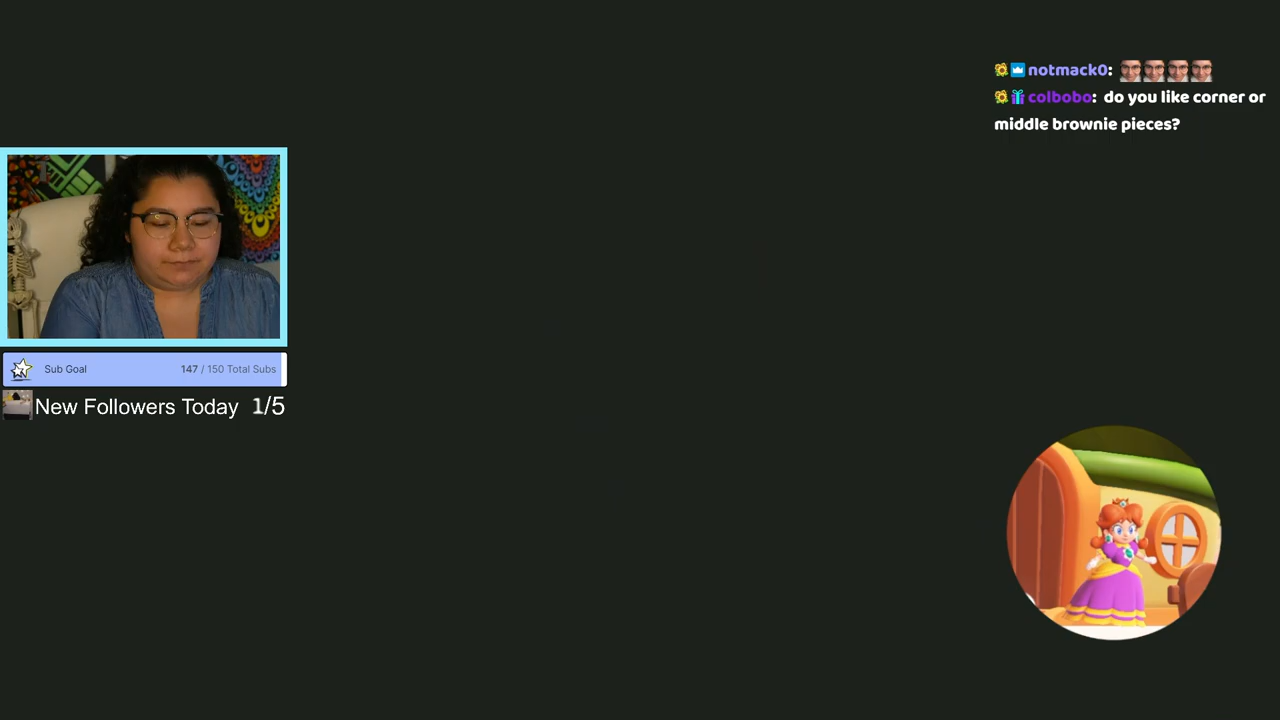 notmack0:
colbobo: do you like corner or
middle brownie pieces?
Sub Goal 147 / 150 Total Subs
New Followers Today 1/5